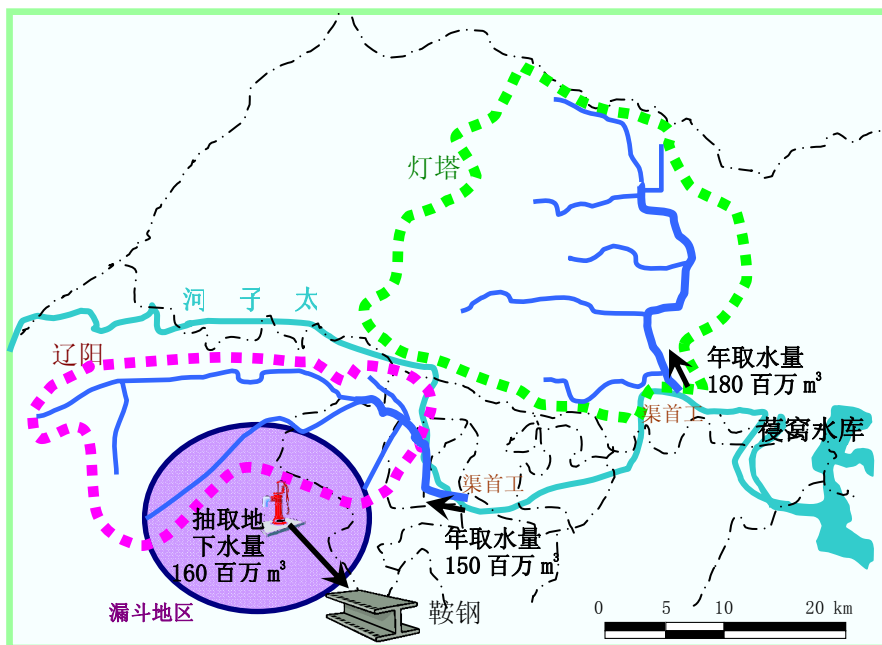 灯塔
河 子 太
辽阳
年取水量
180 百万 m³
渠首工
葠窝水库
渠首工
抽取地
下水量
160 百万 m³
年取水量
150 百万 m³
漏斗地区
鞍钢
0 5 10 20 km